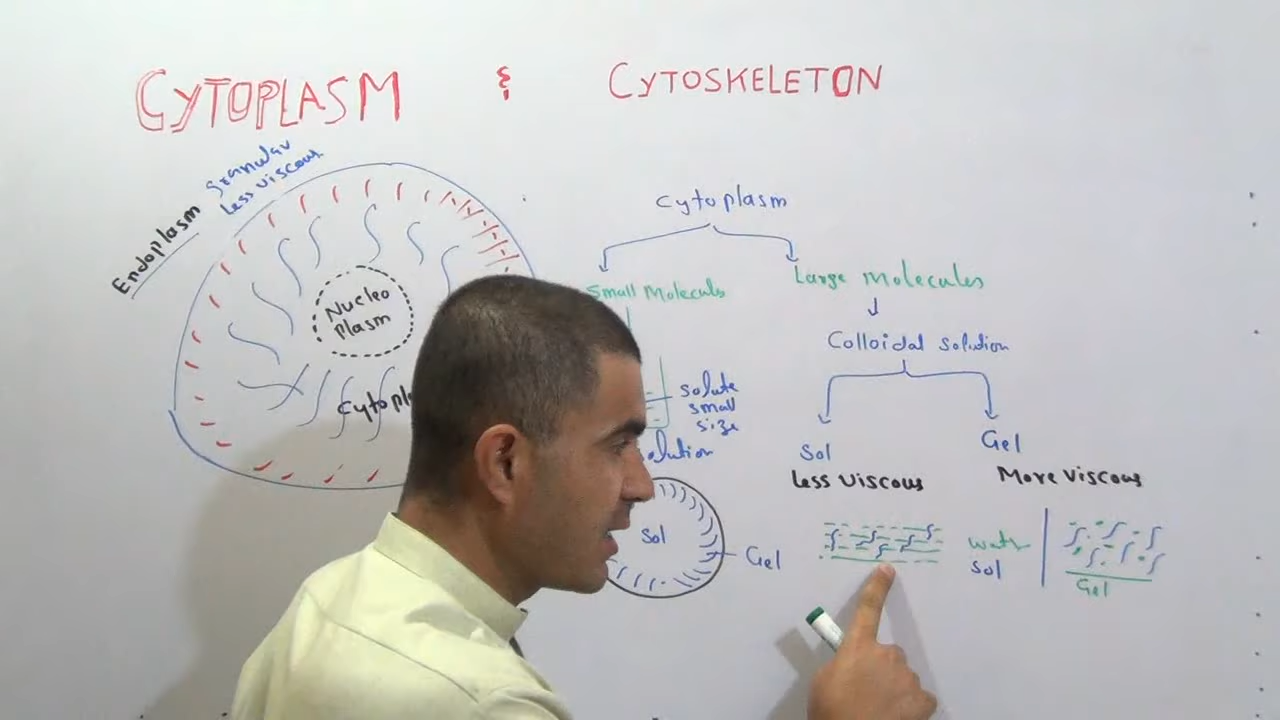 CYTOPLASM & CYTOSKELETON
Granular
Less viscous
Endoplasm
Nucleo
Plasm
Cytopl
Cytoplasm
Small Molecules
Large Molecules
Colloidal Solution
Solute
small
size
olution
Sol
Gel
Less Viscous
More Viscous
Sol
Gel
Water
Sol
Gel